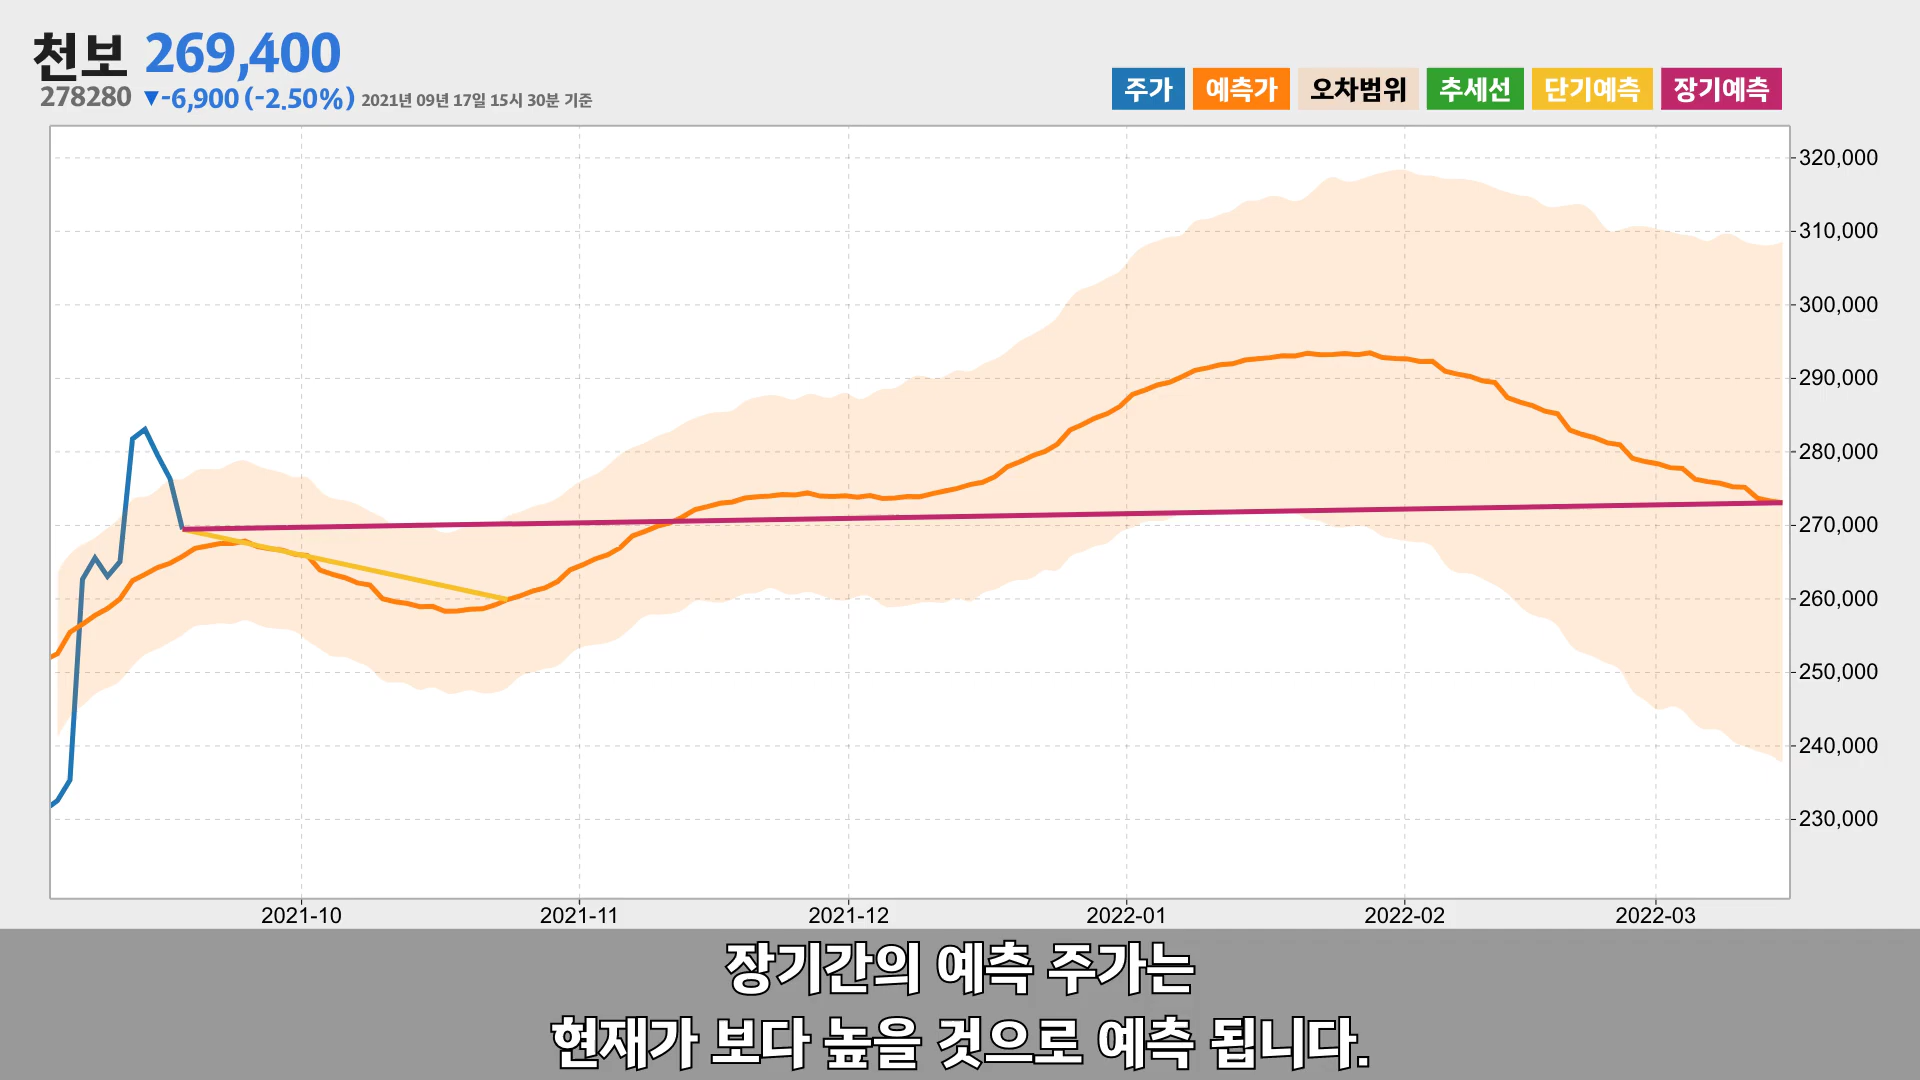 천보 269,400
278280 ▼-6,900 (-2.50%) 2021년 09월 17일 15시 30분 기준
주가 예측가 오차범위 추세선 단기예측 장기예측
320,000
310,000
300,000
290,000
280,000
270,000
260,000
250,000
240,000
230,000
2021-10 2021-11 2021-12 2022-01 2022-02 2022-03
장기간의 예측 주가는
현재가 보다 높을 것으로 예측 됩니다.